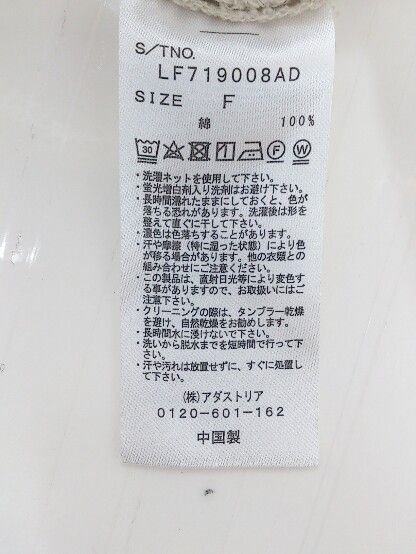 S/TNO.
LF719008AD
SIZE F
綿 100%
30 F W
・洗濯ネットを使用して下さい。
・蛍光増白剤入り洗剤はお避け下さい。
・長時間濡れたままにしておくと、色が
落ちる恐れがあります。洗濯後は形を
整えて直ぐに干して下さい。
・濃色は色落ちすることがあります。
・汗や摩擦（特に湿った状態）により色
が移る場合があります。他の衣類との
組み合わせにご注意ください。
・この製品は、直射日光等により変色す
る事がありますので、お取扱いにはご
注意下さい。
・クリーニングの際は、タンブラー乾燥
を避け、自然乾燥をお勧めします。
・長時間水に浸けないで下さい。
・洗いから脱水までを短時間で行って下
さい。
・汗や汚れは放置せずに、すぐに処置し
て下さい。
(株)アダストリア
0120-601-162
中国製